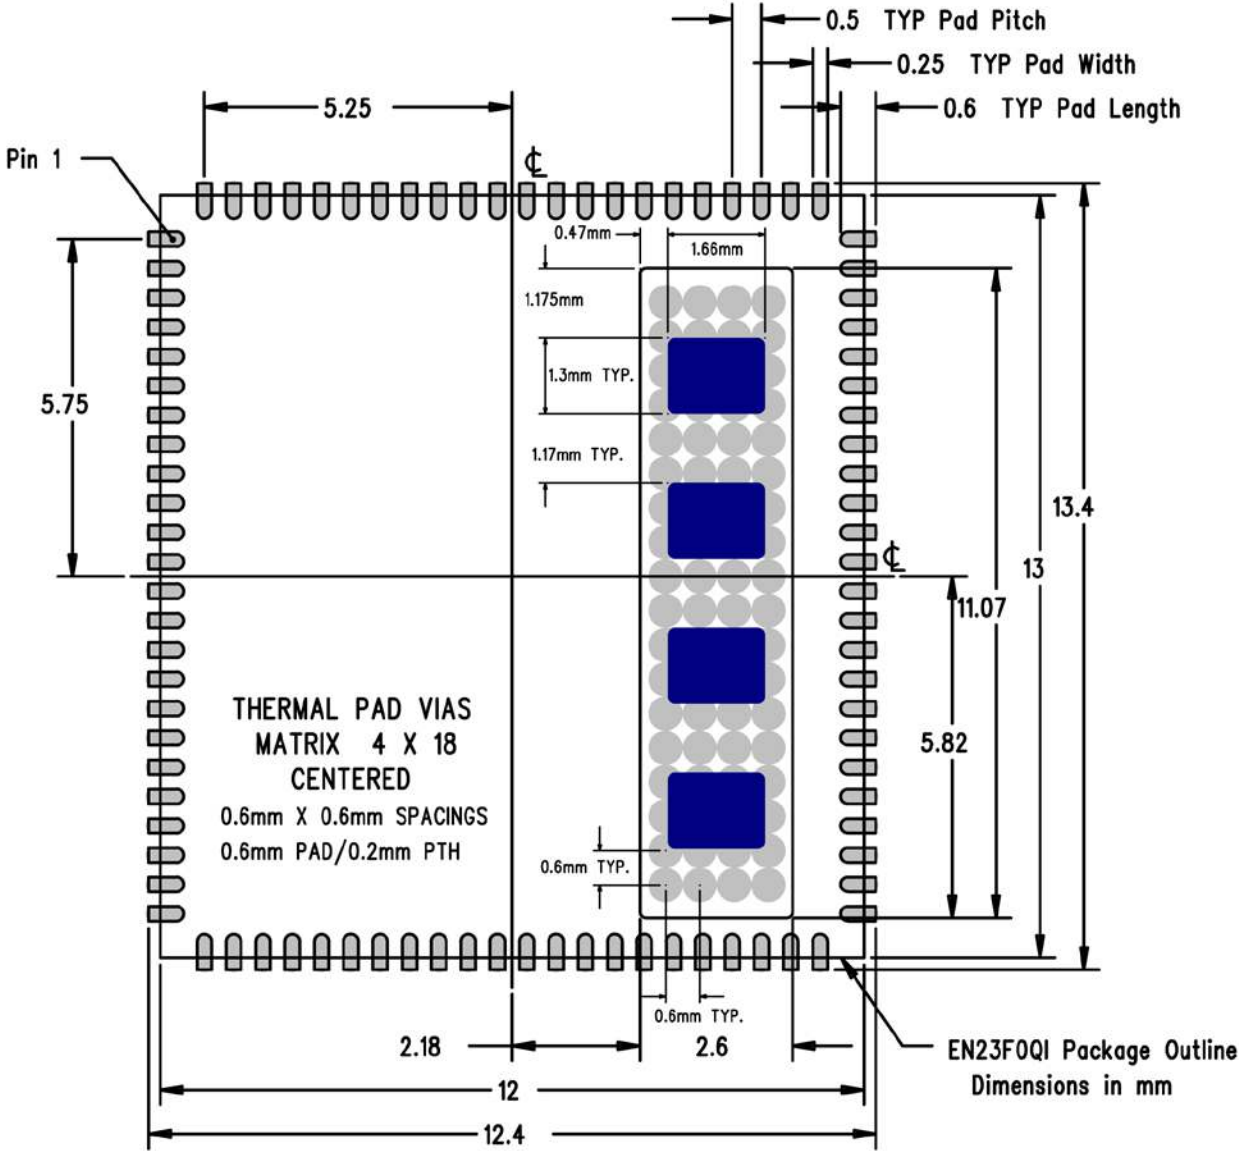 0.5 TYP Pad Pitch
0.25 TYP Pad Width
5.25
0.6 TYP Pad Length
Pin 1
℄
0.47mm
1.66mm
1.175mm
1.3mm TYP.
5.75
1.17mm TYP.
13.4
℄
13
11.07
THERMAL PAD VIAS
MATRIX 4 X 18
CENTERED
0.6mm X 0.6mm SPACINGS
0.6mm PAD/0.2mm PTH
5.82
0.6mm TYP.
0.6mm TYP.
2.18
2.6
EN23F0QI Package Outline
Dimensions in mm
12
12.4